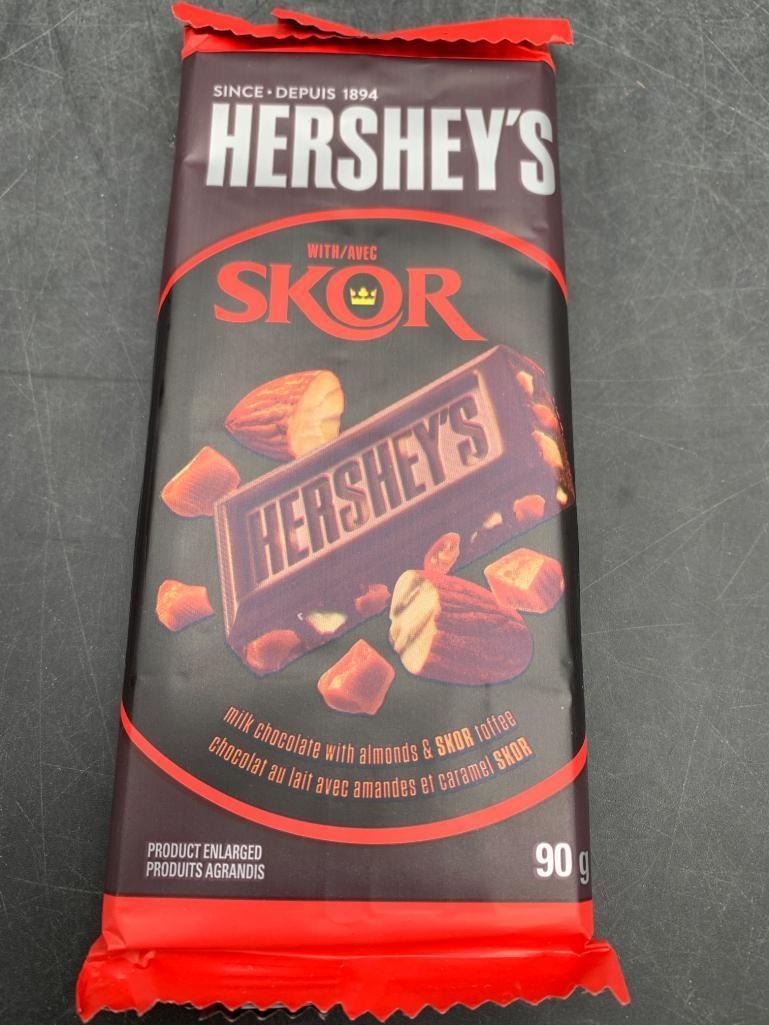 SINCE • DEPUIS 1894
HERSHEY'S
WITH/AVEC
SKOR
HERSHEY'S
milk chocolate with almonds & SKOR toffee
chocolat au lait avec amandes et caramel SKOR
PRODUCT ENLARGED
PRODUITS AGRANDIS
90 g